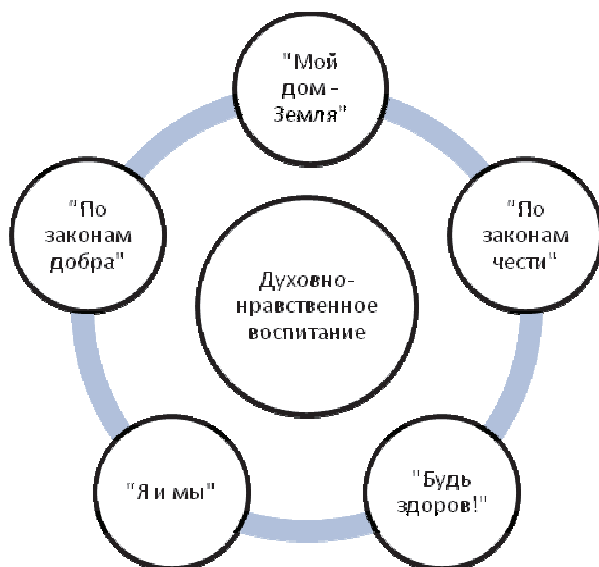 "Мой
дом -
Земля"
"По
законам
добра"
"По
законам
чести"
Духовно-
нравственное
воспитание
"Я и мы"
"Будь
здоров!"